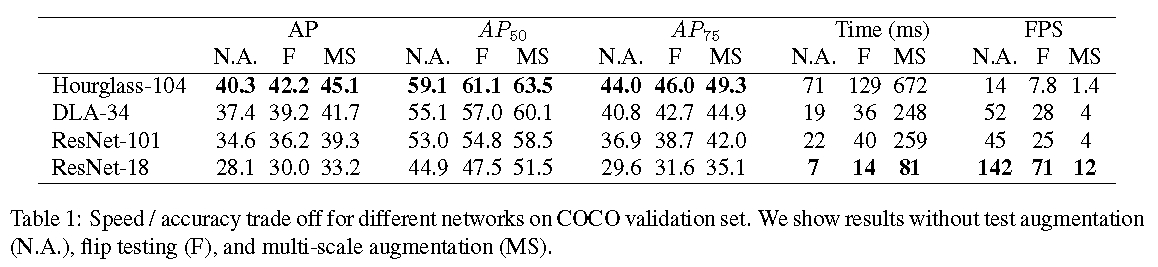 AP AP50 AP75 Time (ms) FPS
N.A. F MS N.A. F MS N.A. F MS N.A. F MS N.A. F MS
Hourglass-104 40.3 42.2 45.1 59.1 61.1 63.5 44.0 46.0 49.3 71 129 672 14 7.8 1.4
DLA-34 37.4 39.2 41.7 55.1 57.0 60.1 40.8 42.7 44.9 19 36 248 52 28 4
ResNet-101 34.6 36.2 39.3 53.0 54.8 58.5 36.9 38.7 42.0 22 40 259 45 25 4
ResNet-18 28.1 30.0 33.2 44.9 47.5 51.5 29.6 31.6 35.1 7 14 81 142 71 12
Table 1: Speed / accuracy trade off for different networks on COCO validation set. We show results without test augmentation
(N.A.), flip testing (F), and multi-scale augmentation (MS).